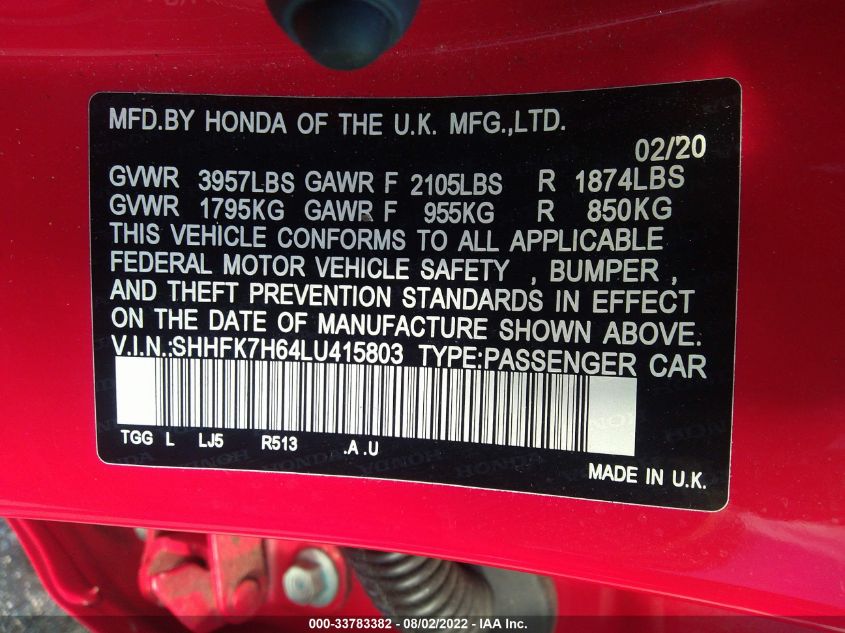 MFD.BY HONDA OF THE U.K. MFG.,LTD.
02/20
GVWR 3957LBS GAWR F 2105LBS R 1874LBS
GVWR 1795KG GAWR F 955KG R 850KG
THIS VEHICLE CONFORMS TO ALL APPLICABLE
FEDERAL MOTOR VEHICLE SAFETY , BUMPER ,
AND THEFT PREVENTION STANDARDS IN EFFECT
ON THE DATE OF MANUFACTURE SHOWN ABOVE.
V.I.N.:SHHFK7H64LU415803 TYPE:PASSENGER CAR
TGG L LJ5 R513 .A .U
MADE IN U.K.
000-33783382 - 08/02/2022 - IAA Inc.